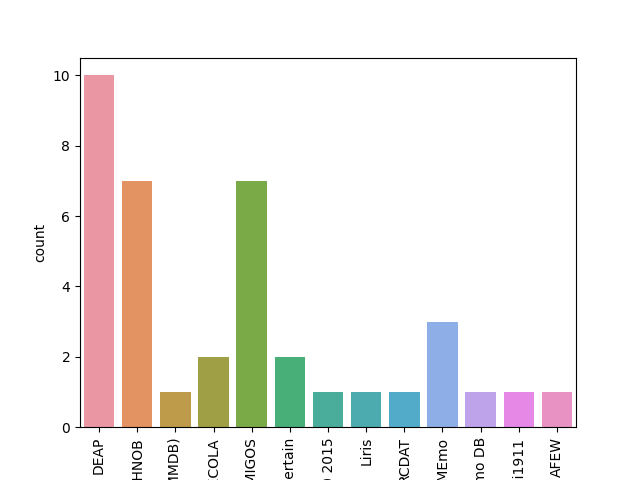 10
8
6
4
2
0
count
DEAP
HNOB
MMDB)
COLA
MIGOS
ertain
2015
Liris
RCDAT
MEmo
mo DB
i1911
AFEW